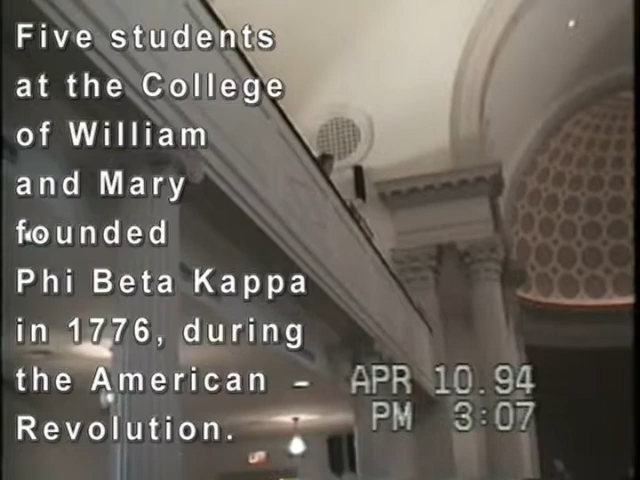 Five students
at the College
of William
and Mary
founded
Phi Beta Kappa
in 1776, during
the American -
Revolution.
APR 10.94
PM 3:07